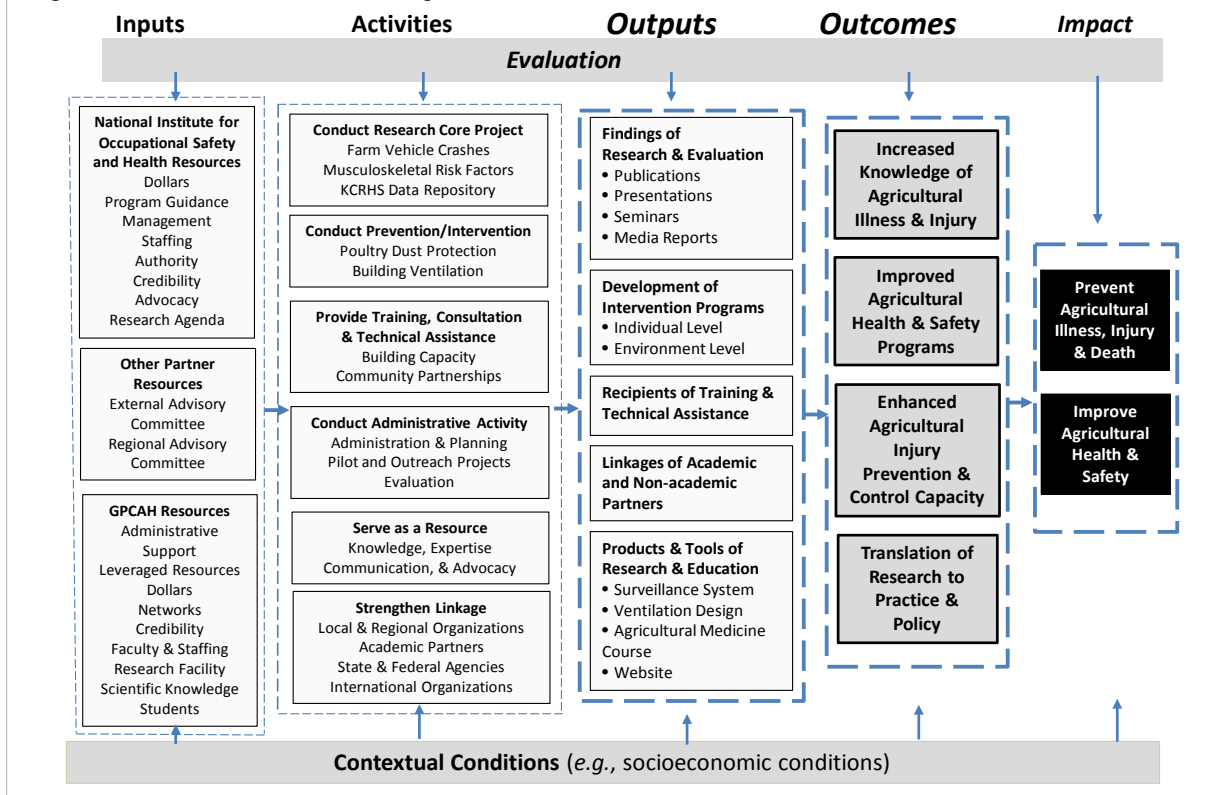 Inputs
Activities
Outputs
Outcomes
Impact
Evaluation
National Institute for
Occupational Safety
and Health Resources
Dollars
Program Guidance
Management
Staffing
Authority
Credibility
Advocacy
Research Agenda
Other Partner
Resources
External Advisory
Committee
Regional Advisory
Committee
GPCAH Resources
Administrative
Support
Leveraged Resources
Dollars
Networks
Credibility
Faculty & Staffing
Research Facility
Scientific Knowledge
Students
Conduct Research Core Project
Farm Vehicle Crashes
Musculoskeletal Risk Factors
KCRHS Data Repository
Conduct Prevention/Intervention
Poultry Dust Protection
Building Ventilation
Provide Training, Consultation
& Technical Assistance
Building Capacity
Community Partnerships
Conduct Administrative Activity
Administration & Planning
Pilot and Outreach Projects
Evaluation
Serve as a Resource
Knowledge, Expertise
Communication, & Advocacy
Strengthen Linkage
Local & Regional Organizations
Academic Partners
State & Federal Agencies
International Organizations
Findings of
Research & Evaluation
• Publications
• Presentations
• Seminars
• Media Reports
Development of
Intervention Programs
• Individual Level
• Environment Level
Recipients of Training &
Technical Assistance
Linkages of Academic
and Non-academic
Partners
Products & Tools of
Research & Education
• Surveillance System
• Ventilation Design
• Agricultural Medicine
Course
• Website
Increased
Knowledge of
Agricultural
Illness & Injury
Improved
Agricultural
Health & Safety
Programs
Enhanced
Agricultural
Injury
Prevention &
Control Capacity
Translation of
Research to
Practice &
Policy
Prevent
Agricultural
Illness, Injury
& Death
Improve
Agricultural
Health &
Safety
Contextual Conditions (e.g., socioeconomic conditions)